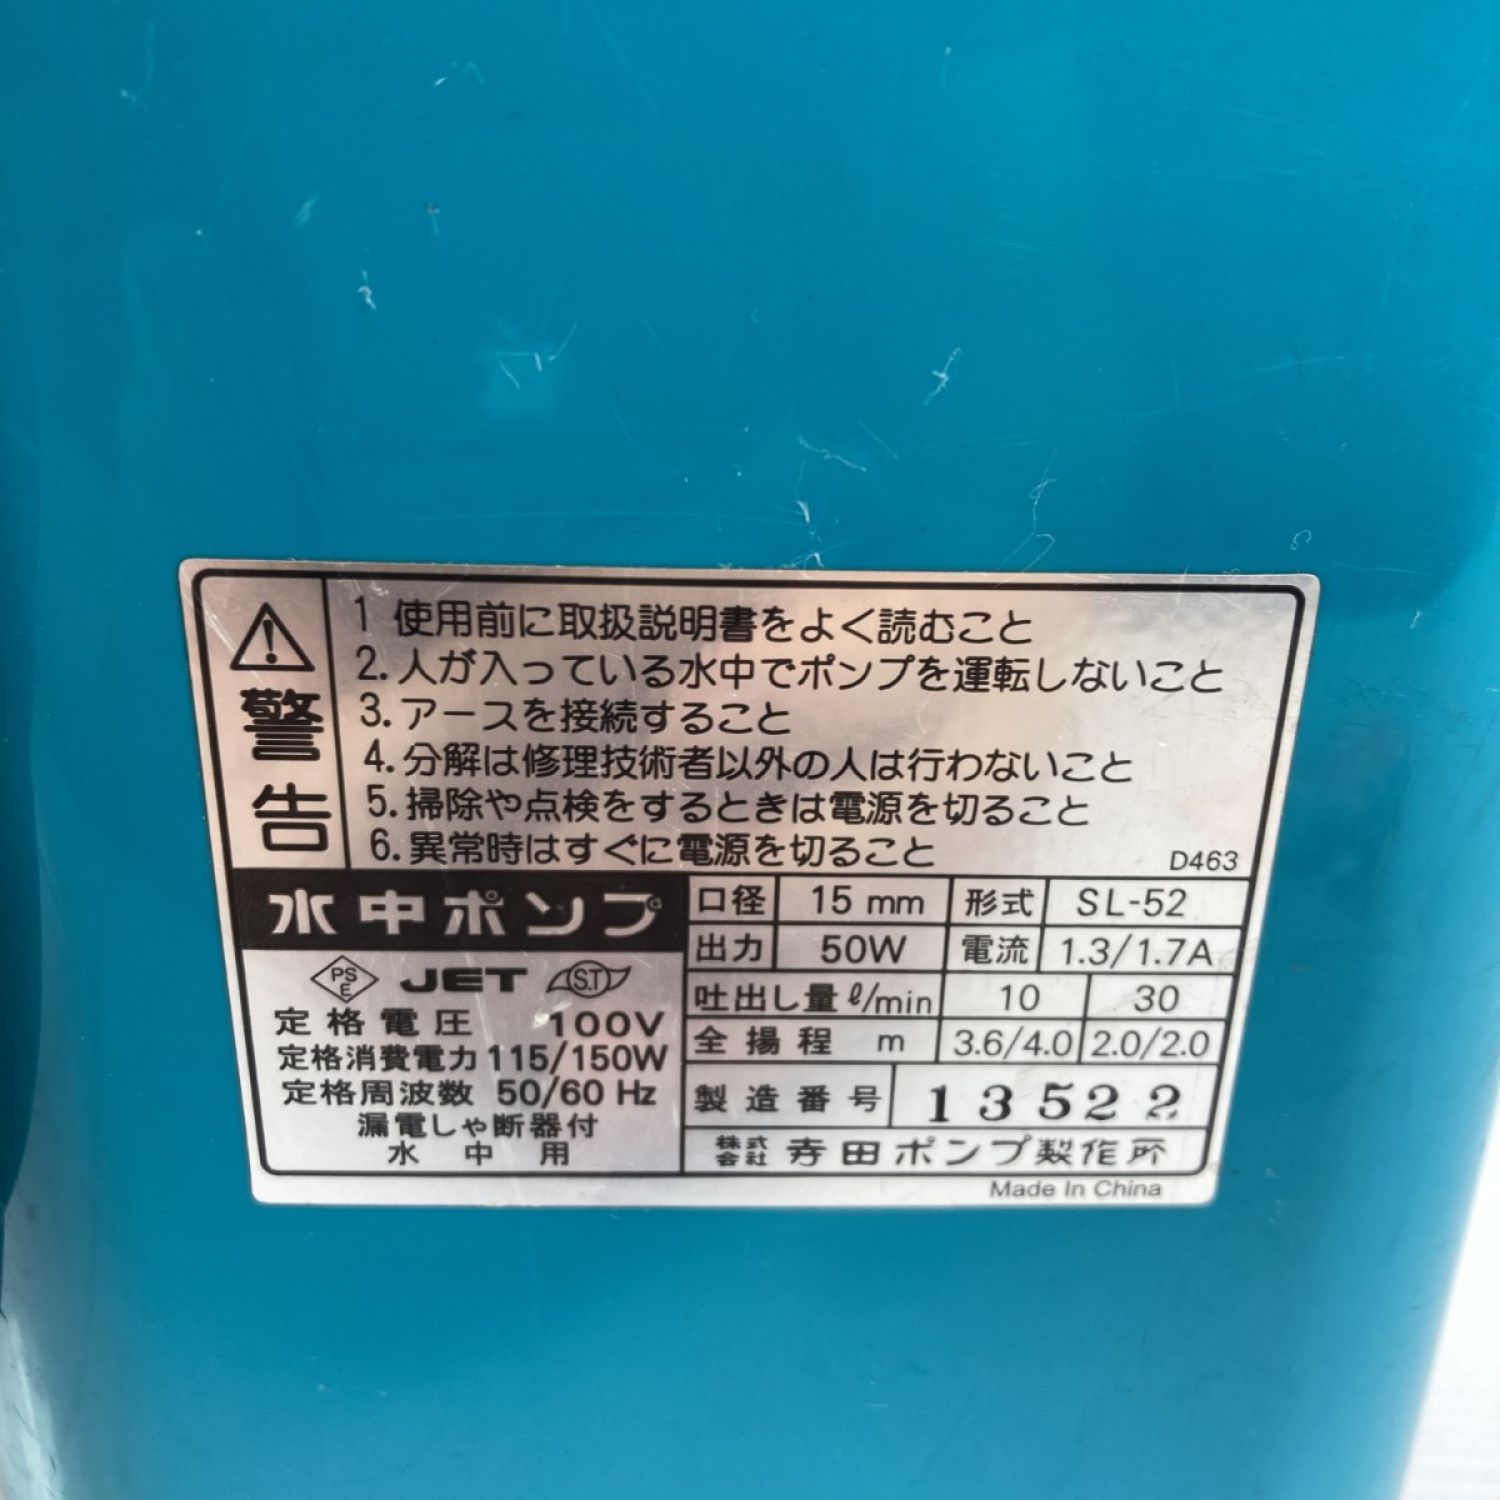 警告
1 使用前に取扱説明書をよく読むこと
2. 人が入っている水中でポンプを運転しないこと
3. アースを接続すること
4. 分解は修理技術者以外の人は行わないこと
5. 掃除や点検をするときは電源を切ること
6. 異常時はすぐに電源を切ること
D463
水中ポンプ
PS E JET S.T
定格電圧 100V
定格消費電力 115/150W
定格周波数 50/60 Hz
漏電しゃ断器付
水中用
口径 15 mm 形式 SL-52
出力 50W 電流 1.3/1.7A
吐出し量 ℓ/min 10 30
全揚程 m 3.6/4.0 2.0/2.0
製造番号 13522
株式会社 寺田ポンプ製作所
Made In China